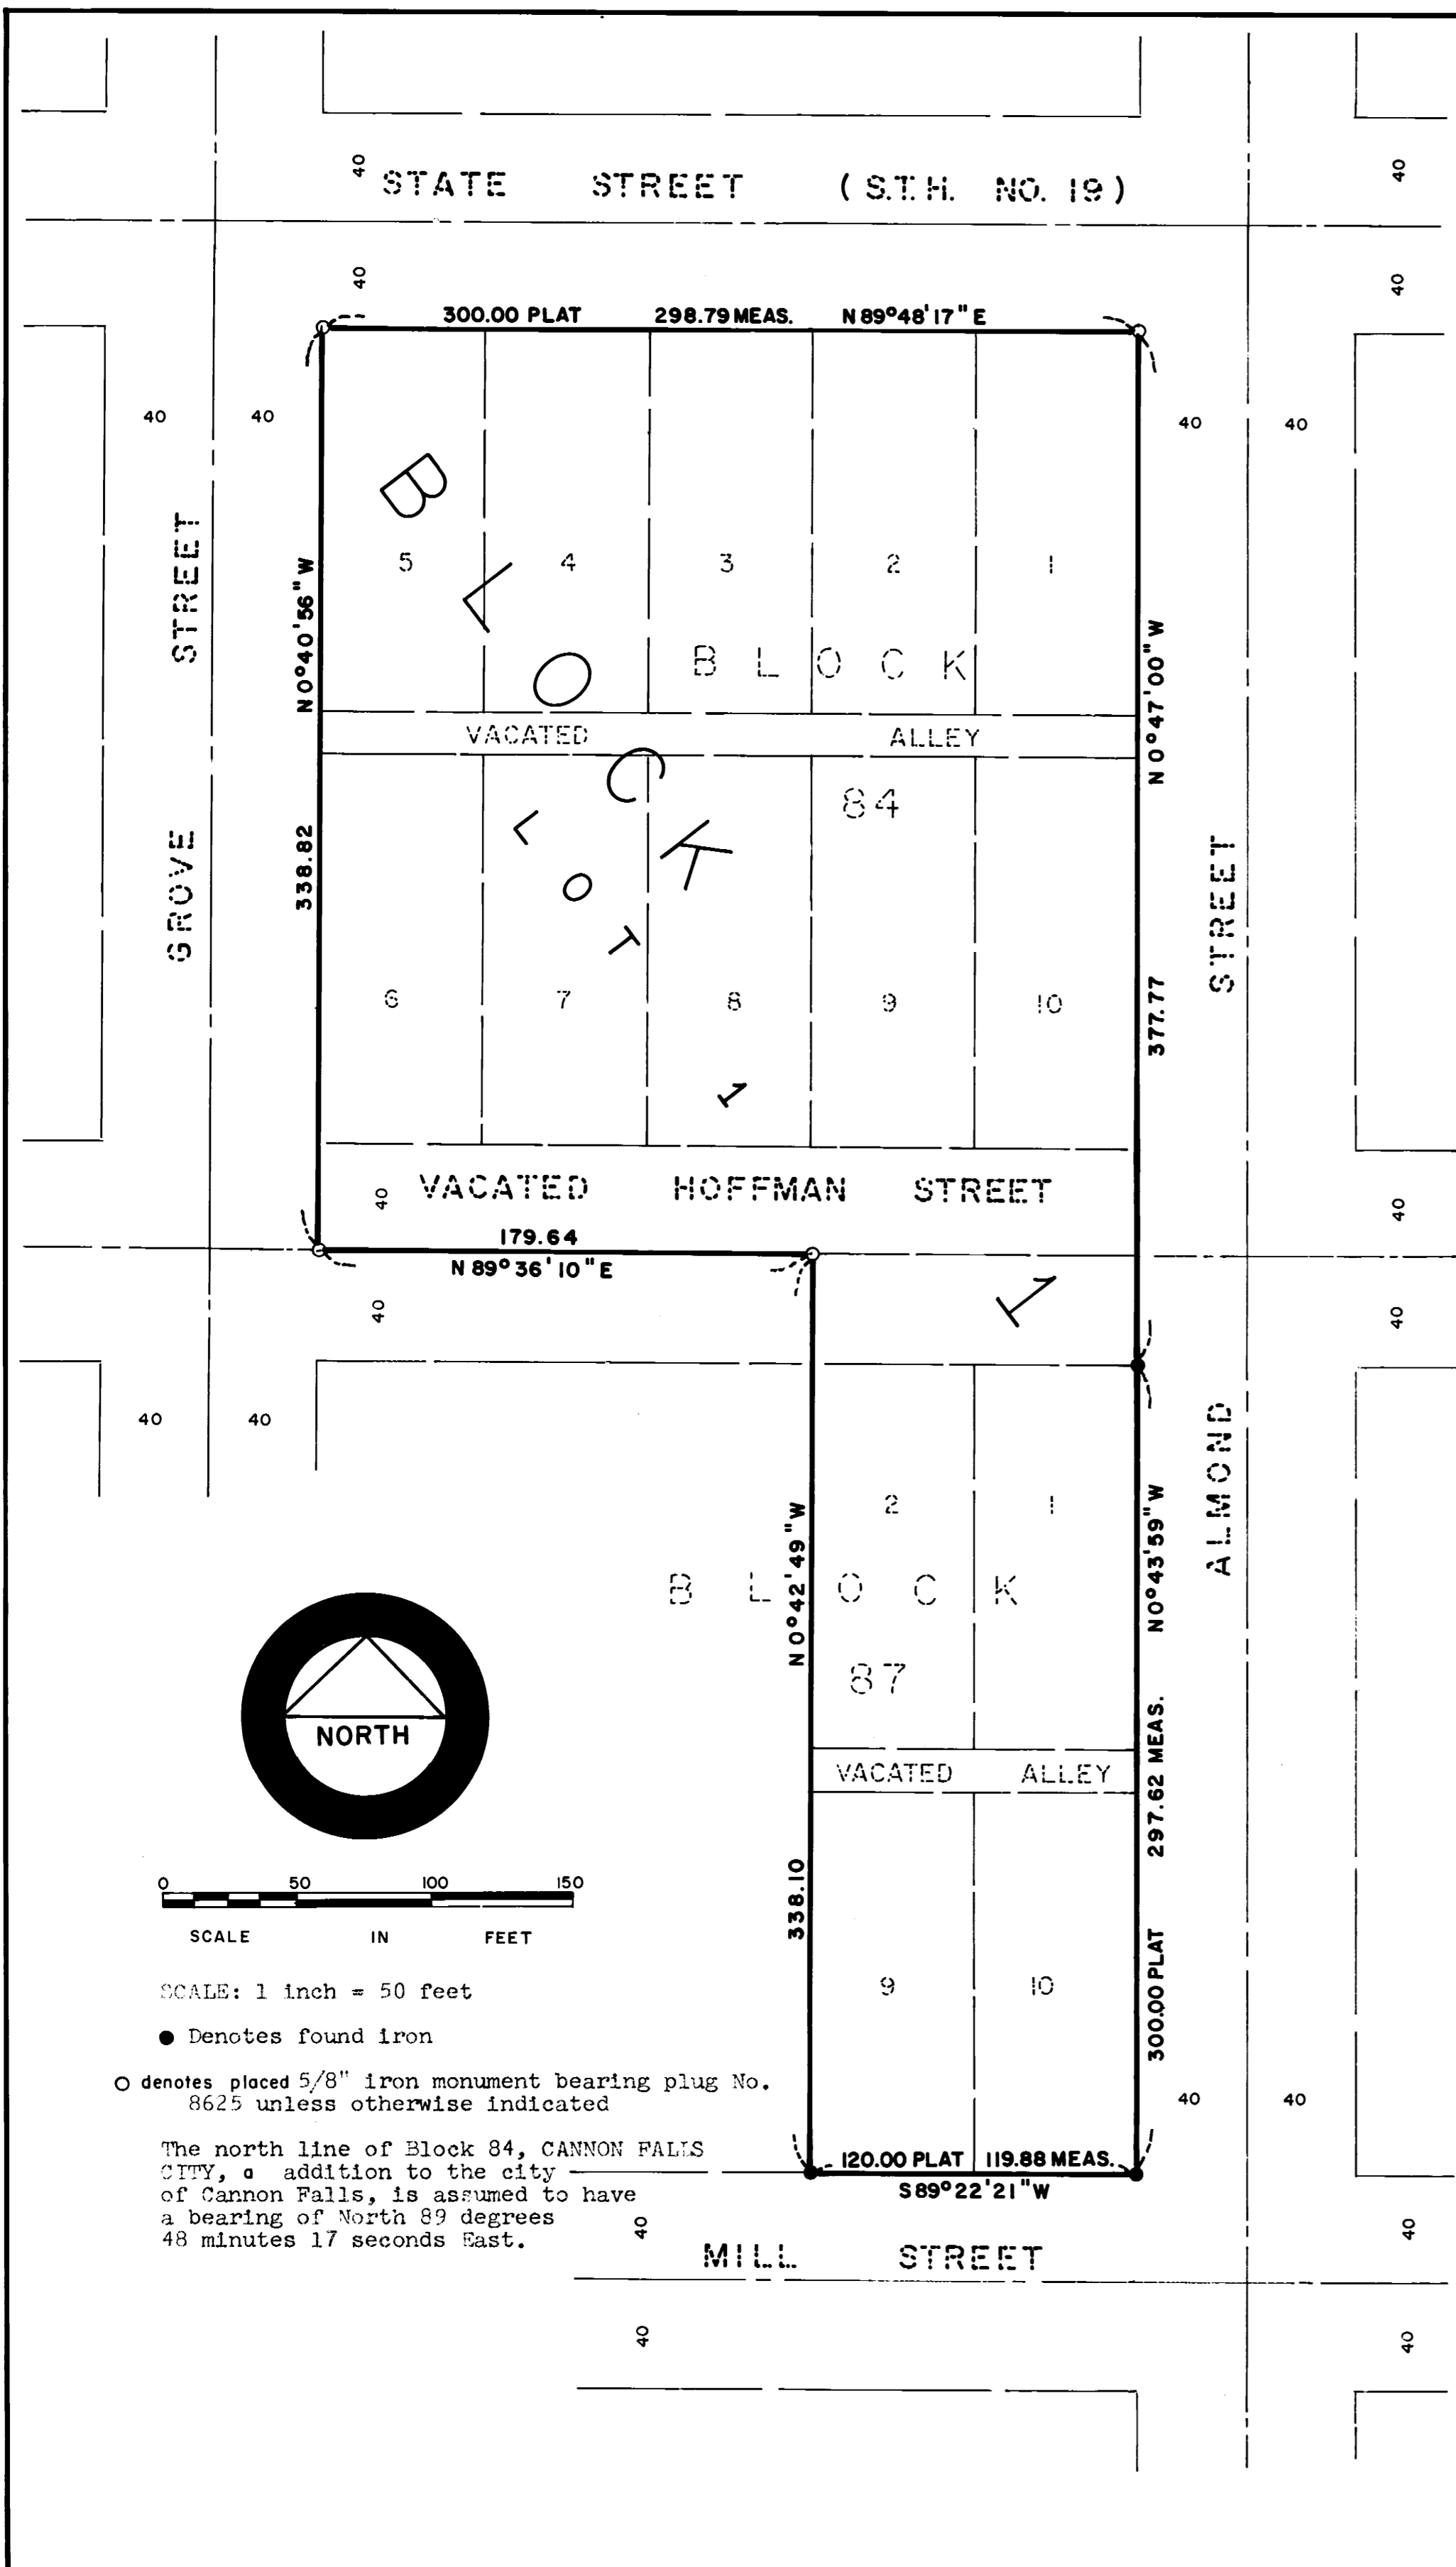 40
STATE STREET (S.T.H. NO. 19)
40
40
40
300.00 PLAT 298.79 MEAS. N 89°48'17" E
40 40
40 40
GROVE STREET
N 0°40'56" W
338.82
BLOCK 1
LOT 1
5 4 3 2 1
BLOCK
84
VACATED ALLEY
N 0°47'00" W
377.77
6 7 8 9 10
ALMOND STREET
40
VACATED HOFFMAN STREET
40
179.64
N 89°36'10" E
40
40
40 40
2 1
N 0°42'49" W
338.10
BLOCK
87
N 0°43'59" W
300.00 PLAT 297.62 MEAS.
VACATED ALLEY
9 10
NORTH
0 50 100 150
SCALE IN FEET
SCALE: 1 inch = 50 feet
Denotes found iron
denotes placed 5/8" iron monument bearing plug No.
8625 unless otherwise indicated
The north line of Block 84, CANNON FALLS
CITY, a addition to the city
of Cannon Falls, is assumed to have
a bearing of North 89 degrees
48 minutes 17 seconds East.
40 40
120.00 PLAT 119.88 MEAS.
S 89°22'21" W
40
40
MILL STREET
40
40